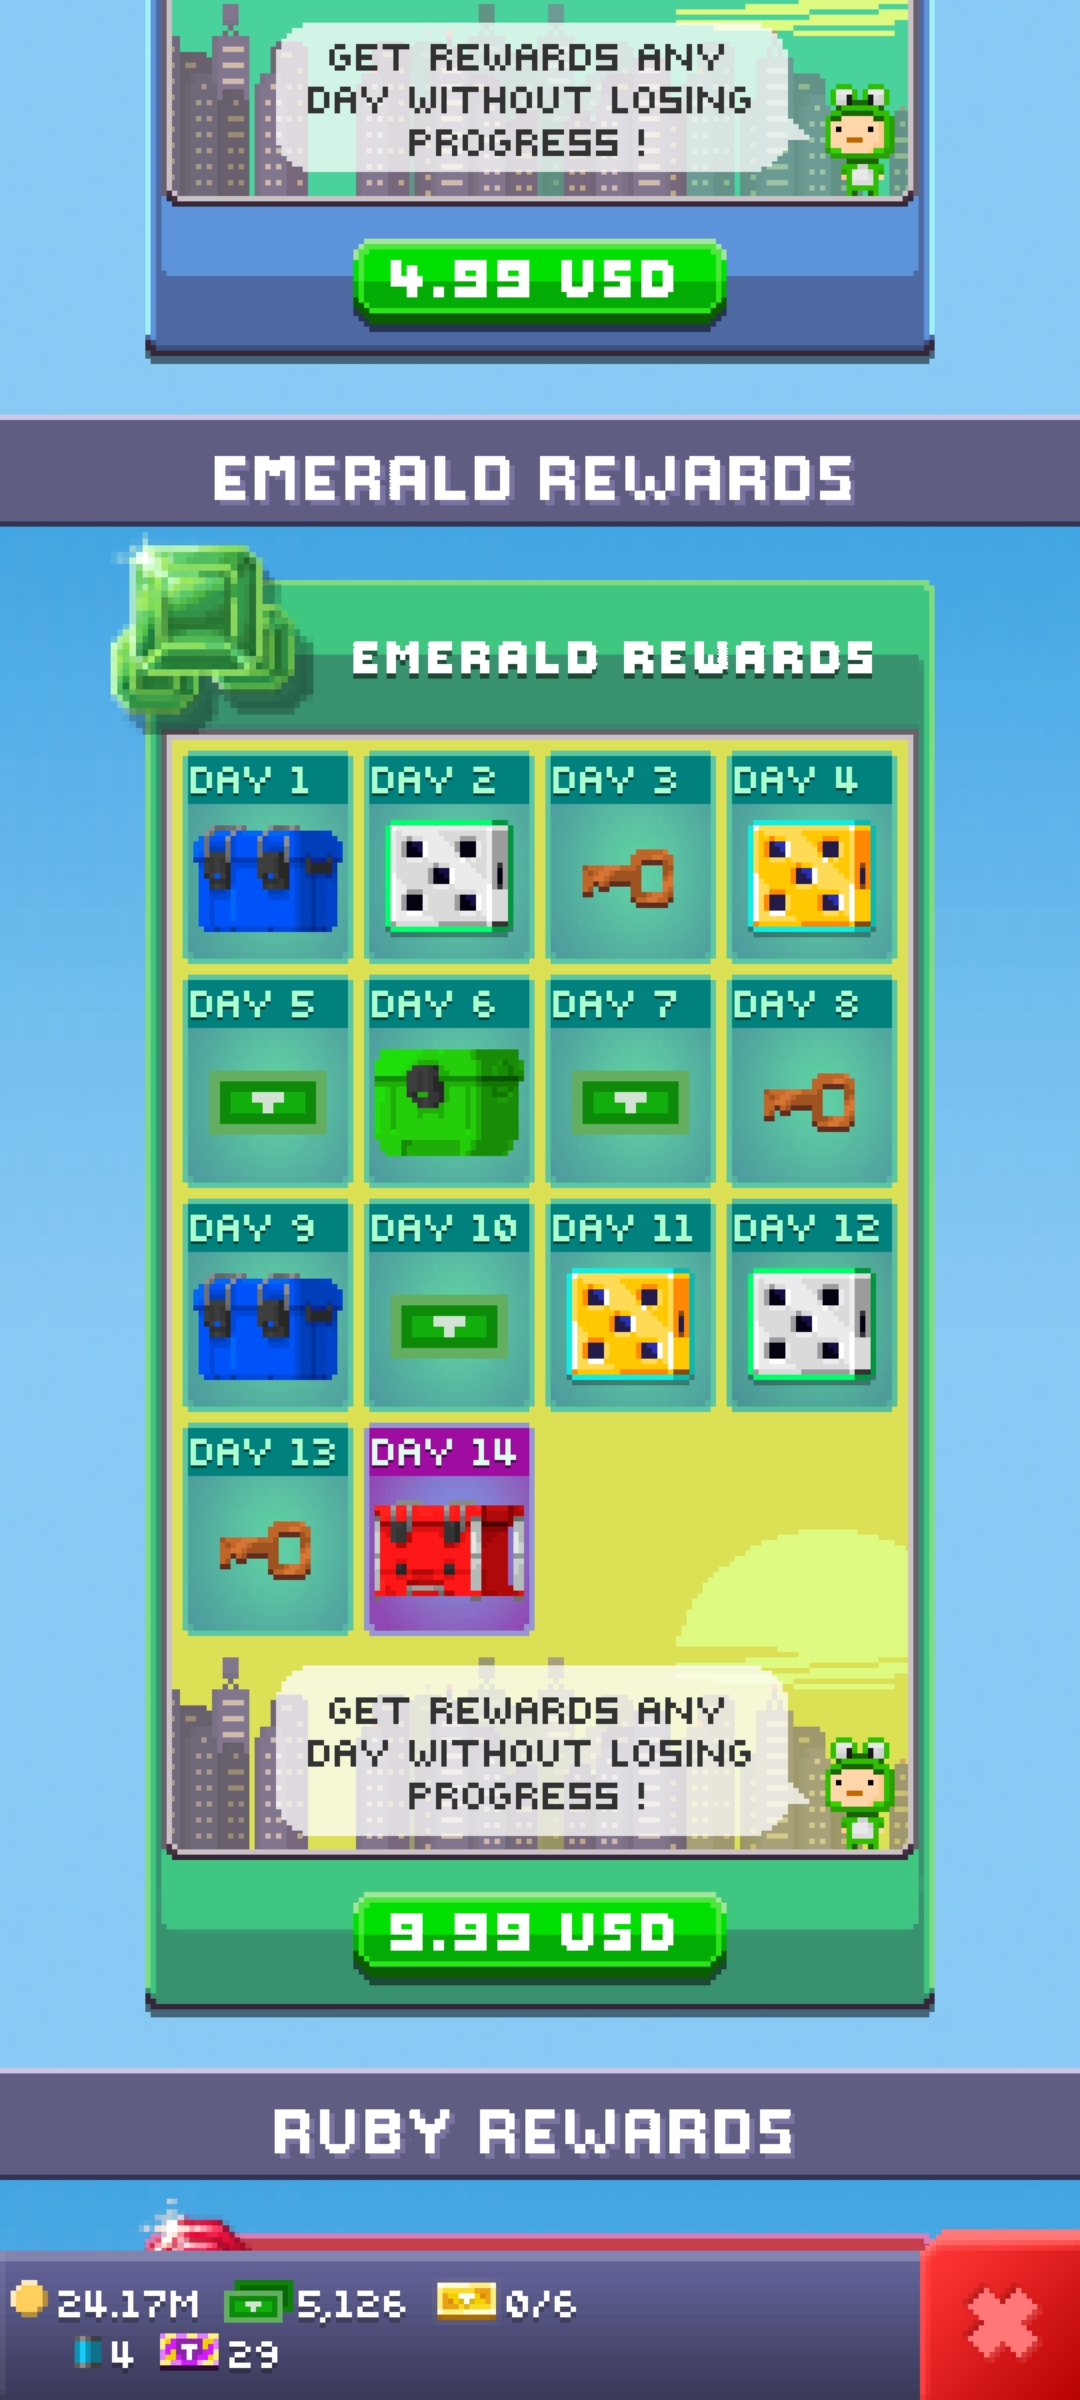 GET REWARDS ANY
DAY WITHOUT LOSING
PROGRESS !
4.99 USD
EMERALD REWARDS
EMERALD REWARDS
DAY 1 DAY 2 DAY 3 DAY 4
DAY 5 DAY 6 DAY 7 DAY 8
DAY 9 DAY 10 DAY 11 DAY 12
DAY 13 DAY 14
GET REWARDS ANY
DAY WITHOUT LOSING
PROGRESS !
9.99 USD
RUBY REWARDS
24.17M 5,126 0/6
4 29